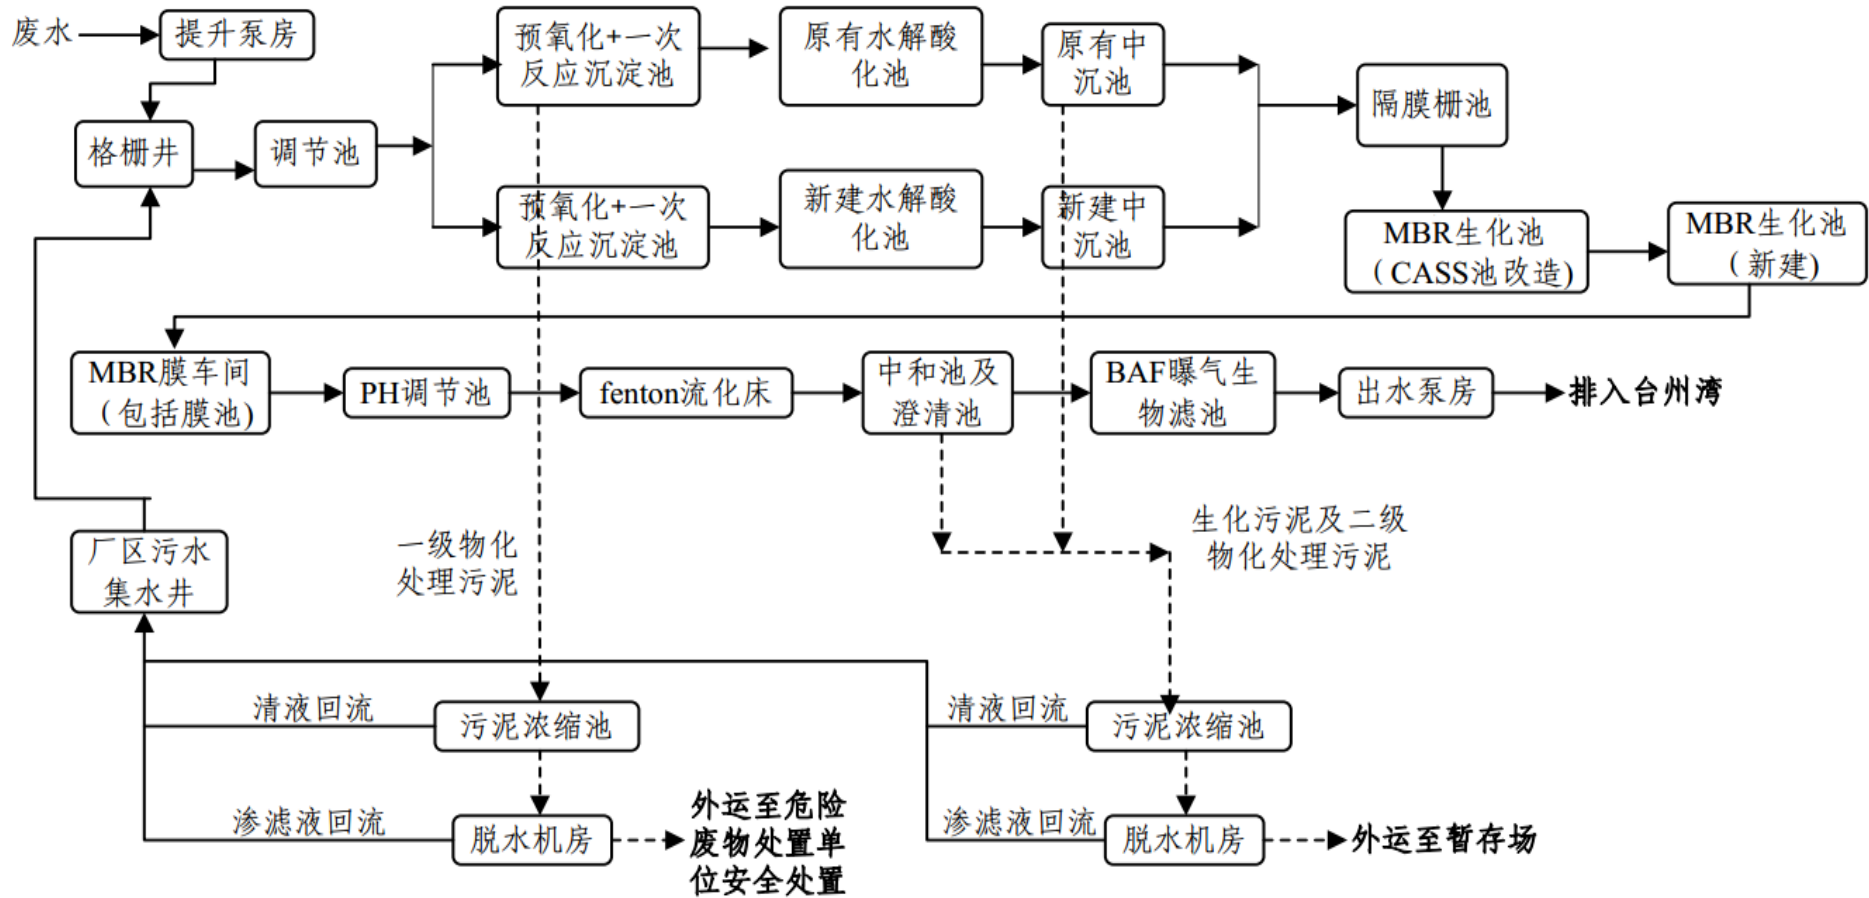 废水
提升泵房
预氧化+一次
反应沉淀池
原有水解酸
化池
原有中
沉池
隔膜栅池
格栅井
调节池
预氧化+一次
反应沉淀池
新建水解酸
化池
新建中
沉池
MBR生化池
（CASS池改造)
MBR生化池
（新建)
MBR膜车间
（包括膜池)
PH调节池
fenton流化床
中和池及
澄清池
BAF曝气生
物滤池
出水泵房
排入台州湾
厂区污水
集水井
一级物化
处理污泥
生化污泥及二级
物化处理污泥
清液回流
污泥浓缩池
清液回流
污泥浓缩池
渗滤液回流
脱水机房
外运至危险
废物处置单
位安全处置
渗滤液回流
脱水机房
外运至暂存场